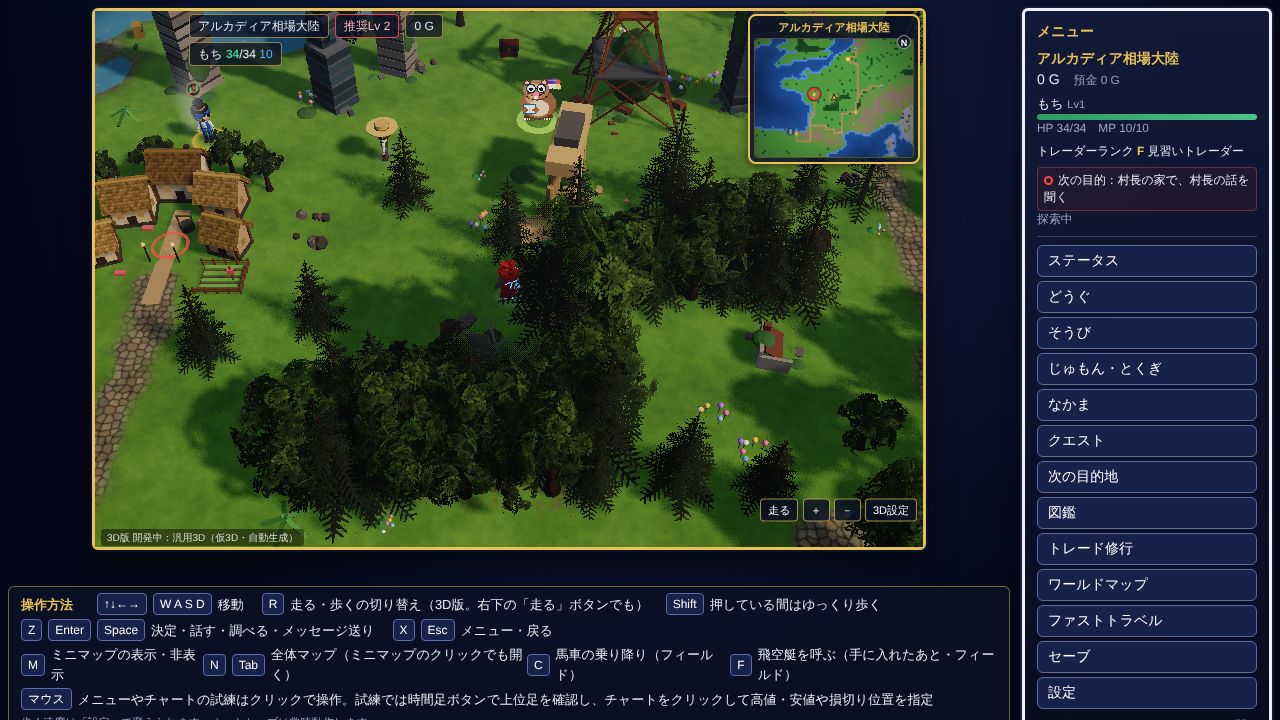 アルカディア相場大陸 推奨Lv 2 0 G
もち 34/34 10
アルカディア相場大陸
N
走る + － 3D設定
3D版 開発中：汎用3D（仮3D・自動生成）
メニュー
アルカディア相場大陸
0 G 預金 0 G
もち Lv1
HP 34/34 MP 10/10
トレーダーランク F 見習いトレーダー
次の目的：村長の家で、村長の話を
聞く
探索中
ステータス
どうぐ
そうび
じゅもん・とくぎ
なかま
クエスト
次の目的地
図鑑
トレード修行
ワールドマップ
ファストトラベル
セーブ
設定
操作方法 ↑↓←→ W A S D 移動 R 走る・歩くの切り替え（3D版。右下の「走る」ボタンでも） Shift 押している間はゆっくり歩く
Z Enter Space 決定・話す・調べる・メッセージ送り X Esc メニュー・戻る
M ミニマップの表示・非表示 N Tab 全体マップ（ミニマップのクリックでも開く） C 馬車の乗り降り（フィールド） F 飛空艇を呼ぶ（手に入れたあと・フィールド）
マウス メニューやチャートの試練はクリックで操作。試練では時間足ボタンで上位足を確認し、チャートをクリックして高値・安値や損切り位置を指定